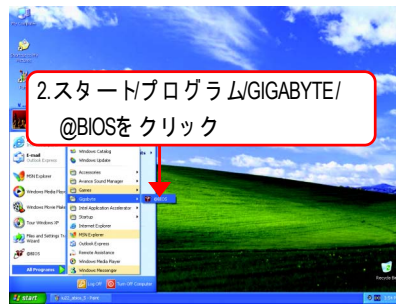 2.スタート/プログラム/GIGABYTE/
@BIOSをクリック
E-mail
Outlook Express
MSN Explorer
Windows Media Player
Windows Movie Maker
Tour Windows XP
Files and Settings Transfer
Wizard
@BIOS
All Programs
Windows Catalog
Windows Update
Accessories
Avance Sound Manager
Games
Gigabyte
Intel Application Accelerator
Startup
Internet Explorer
MSN Explorer
Outlook Express
Remote Assistance
Windows Media Player
Windows Messenger
@BIOS
Log Off
Turn Off Computer
start
Recycle Bin